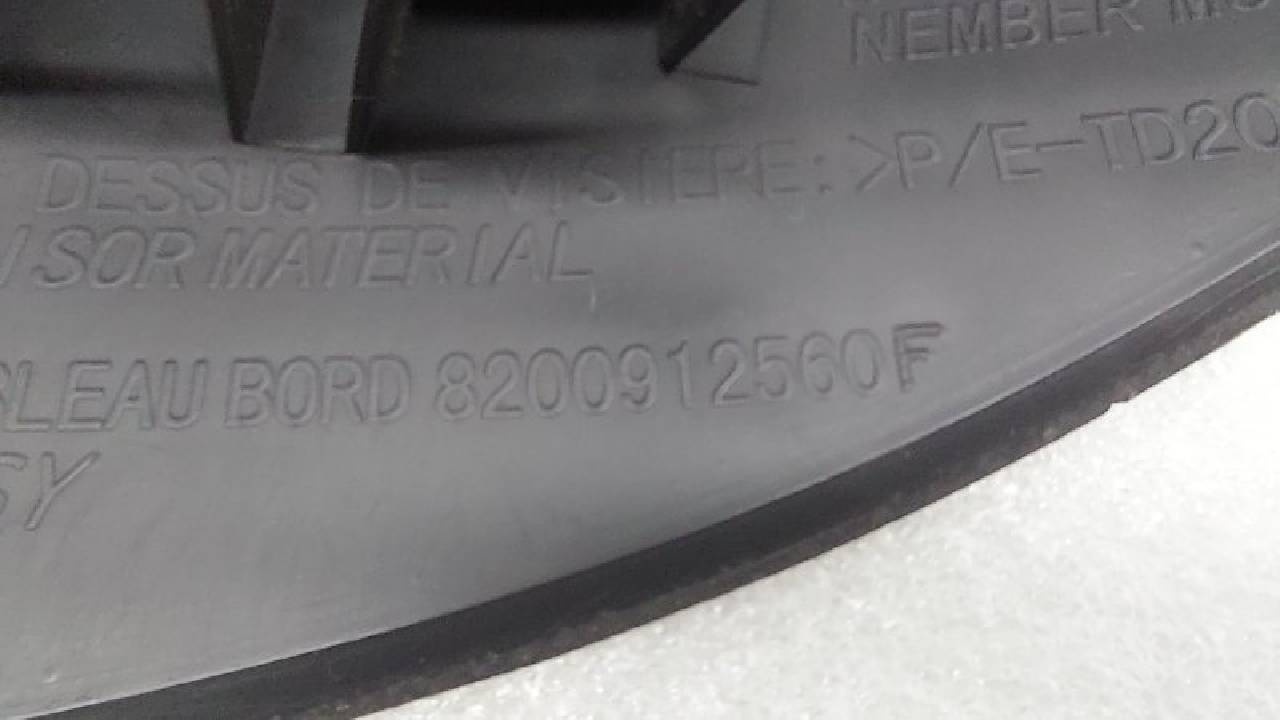 NEMBER
DESSUS DE VISIERE: >P/E-TD20
SOR MATERIAL
BLEAU BORD 8200912560F
SY